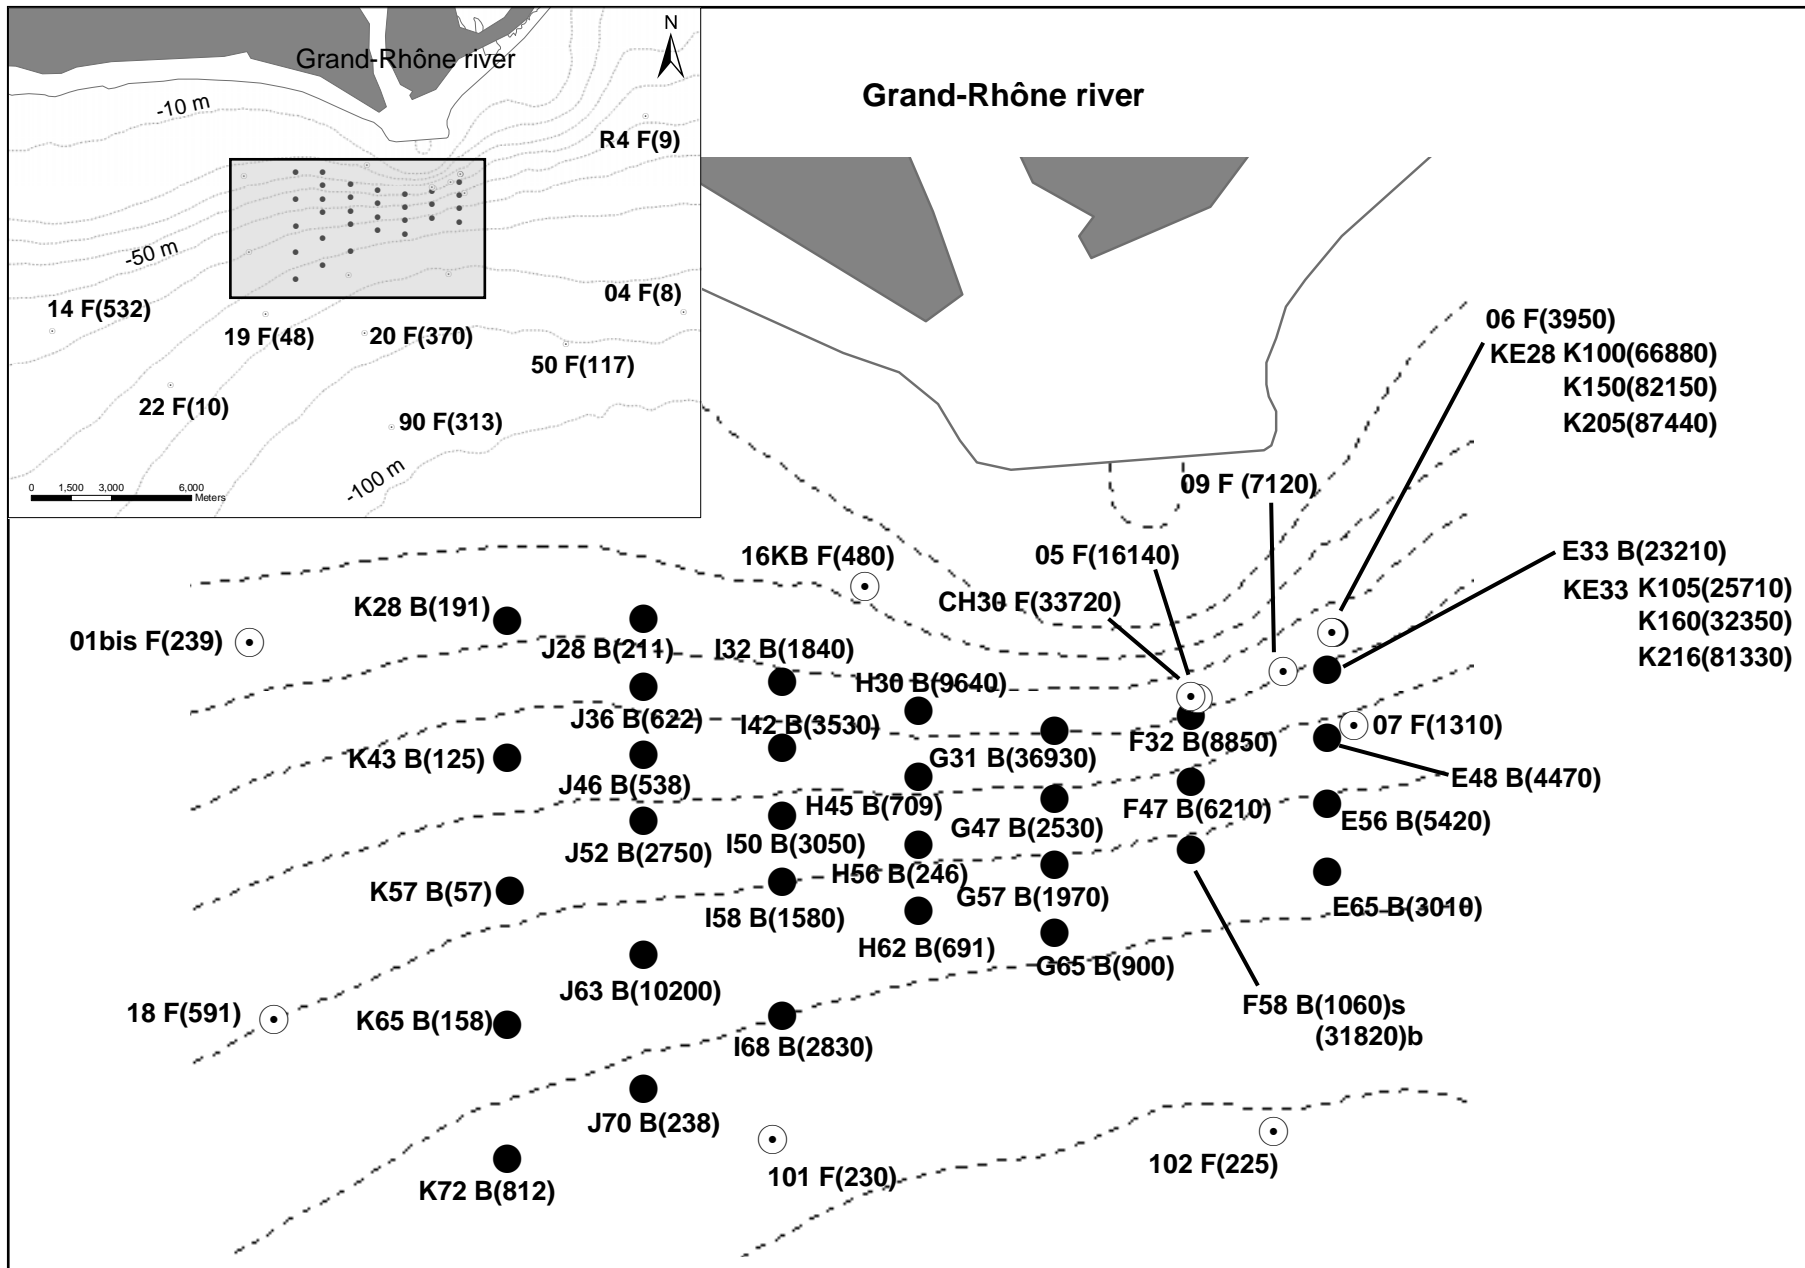 Grand-Rhône river
N
-10 m
R4 F(9)
-50 m
14 F(532)
04 F(8)
19 F(48)
20 F(370)
50 F(117)
22 F(10)
90 F(313)
-100 m
0 1,500 3,000 6,000
Meters
Grand-Rhône river
06 F(3950)
KE28 K100(66880)
K150(82150)
K205(87440)
09 F (7120)
16KB F(480)
05 F(16140)
E33 B(23210)
KE33 K105(25710)
K160(32350)
K216(81330)
CH30 F(33720)
K28 B(191)
01bis F(239)
J28 B(211)
I32 B(1840)
H30 B(9640)
J36 B(622)
I42 B(3530)
07 F(1310)
F32 B(8850)
K43 B(125)
G31 B(36930)
E48 B(4470)
J46 B(538)
H45 B(709)
F47 B(6210)
E56 B(5420)
G47 B(2530)
I50 B(3050)
J52 B(2750)
H56 B(246)
K57 B(57)
G57 B(1970)
E65 B(3010)
I58 B(1580)
H62 B(691)
G65 B(900)
J63 B(10200)
F58 B(1060)s
(31820)b
18 F(591)
K65 B(158)
I68 B(2830)
J70 B(238)
102 F(225)
101 F(230)
K72 B(812)